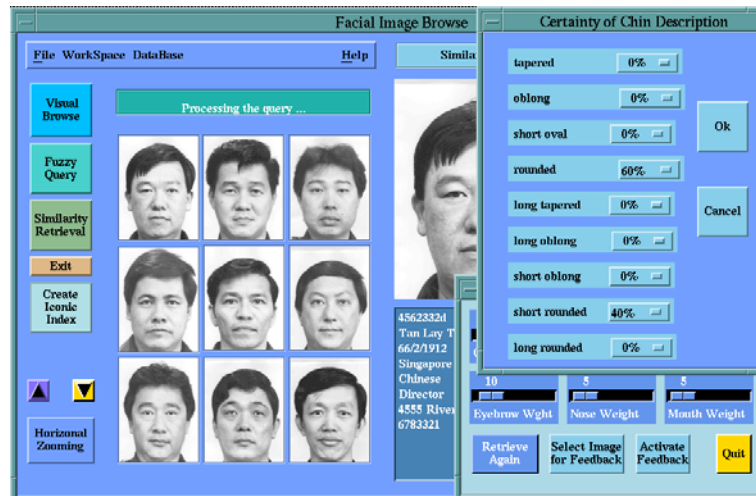 Facial Image Browse
File WorkSpace DataBase Help
Processing the query ...
Visual
Browse
Fuzzy
Query
Similarity
Retrieval
Exit
Create
Iconic
Index
Horizonal
Zooming
4562332d
Tan Lay T
66/2/1912
Singapore
Chinese
Director
4555 River
6783321
Certainty of Chin Description
tapered 0%
oblong 0%
short oval 0%
rounded 60%
long tapered 0%
long oblong 0%
short oblong 0%
short rounded 40%
long rounded 0%
Ok
Cancel
10 5 5
Eyebrow Wght Nose Weight Mouth Weight
Retrieve
Again
Select Image
for Feedback
Activate
Feedback
Quit